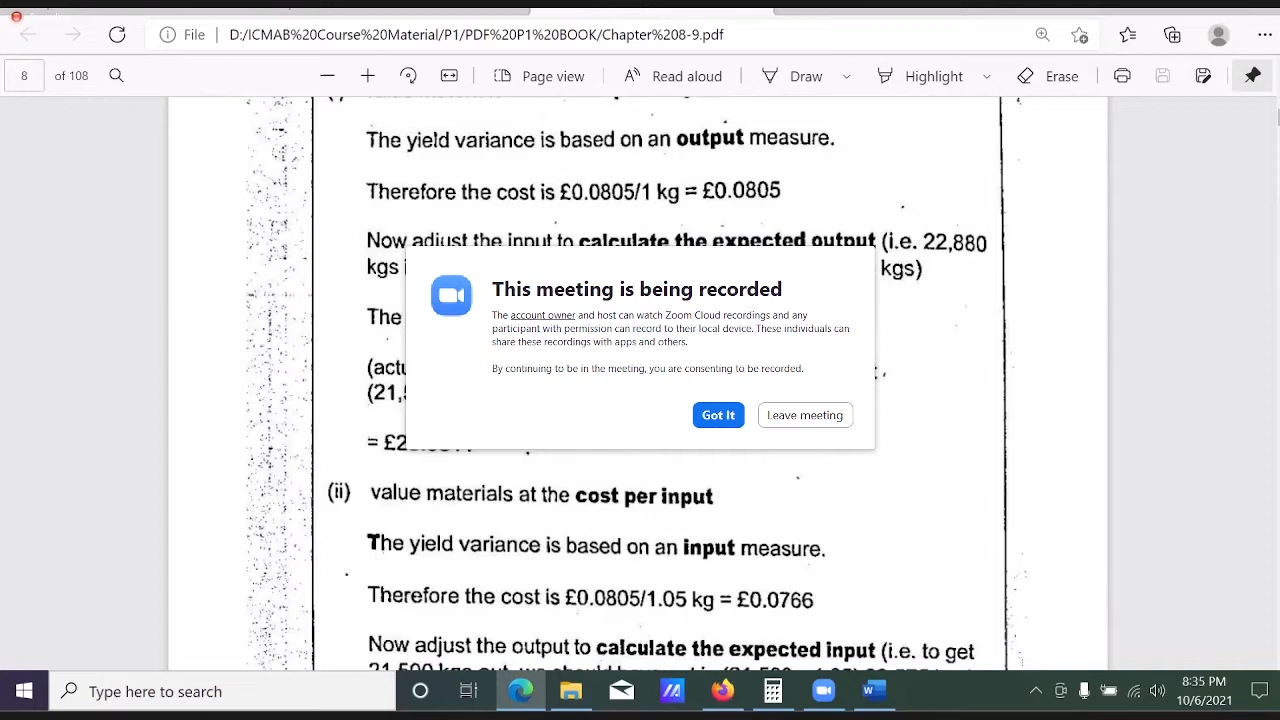 File
D:/ICMAB%20Course%20Material/P1/PDF%20P1%20BOOK/Chapter%208-9.pdf
8 of 108
Page view
Read aloud
Draw
Highlight
Erase
The yield variance is based on an output measure.
Therefore the cost is £0.0805/1 kg = £0.0805
Now adjust the input to calculate the expected output (i.e. 22,880
kgs
kgs)
The
= £2
This meeting is being recorded
The account owner and host can watch Zoom Cloud recordings and any
participant with permission can record to their local device. These individuals can
share these recordings with apps and others.
By continuing to be in the meeting, you are consenting to be recorded.
Got It
Leave meeting
(ii) value materials at the cost per input
The yield variance is based on an input measure.
Therefore the cost is £0.0805/1.05 kg = £0.0766
Now adjust the output to calculate the expected input (i.e. to get
Type here to search
8:35 PM
10/6/2021